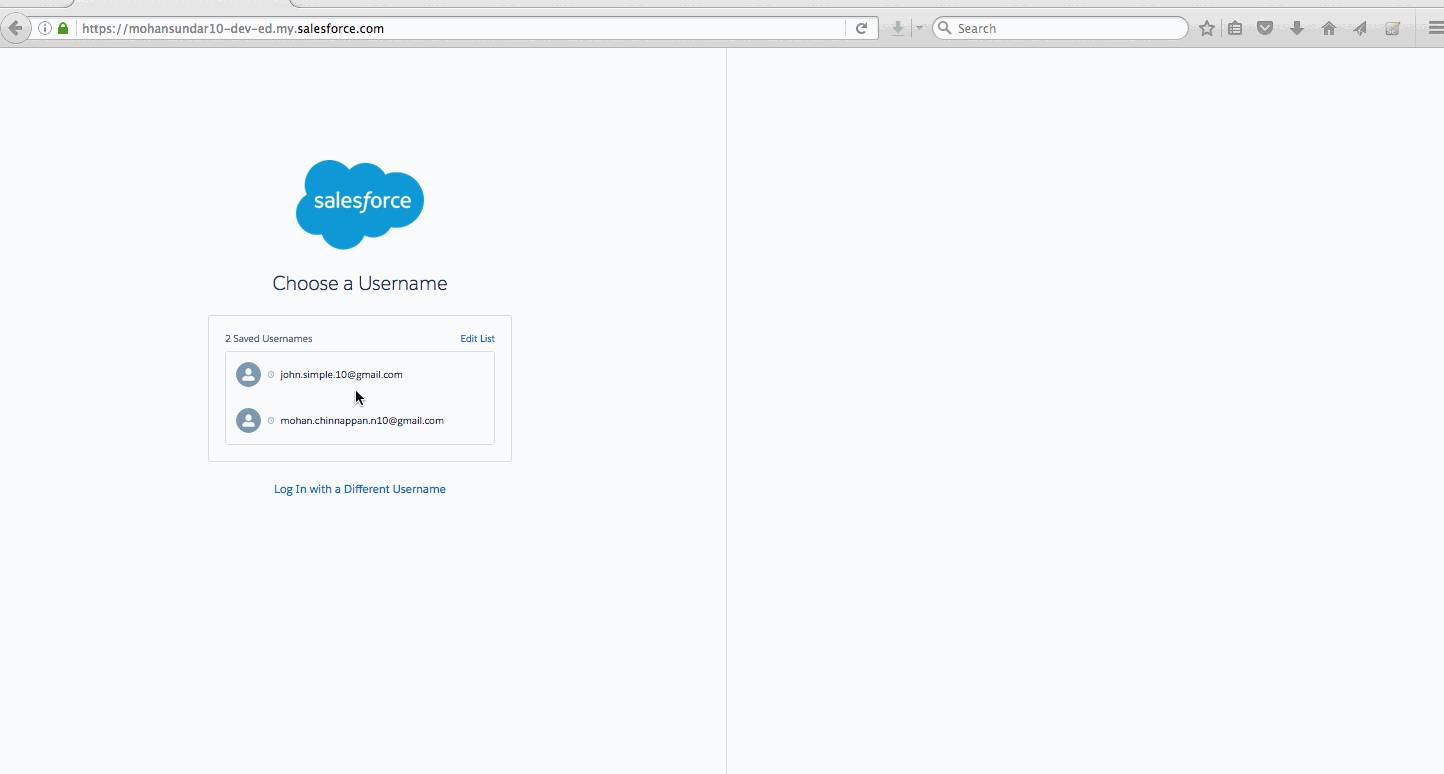 https://mohansundar10-dev-ed.my.salesforce.com
Search
salesforce
Choose a Username
2 Saved Usernames
Edit List
john.simple.10@gmail.com
mohan.chinnappan.n10@gmail.com
Log In with a Different Username